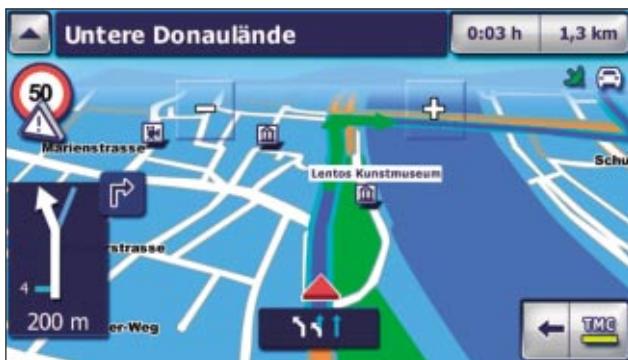 Untere Donaulände
0:03 h
1,3 km
50
Marienstrasse
Lentos Kunstmuseum
Schu
strasse
4
200 m
er-Weg
TMC